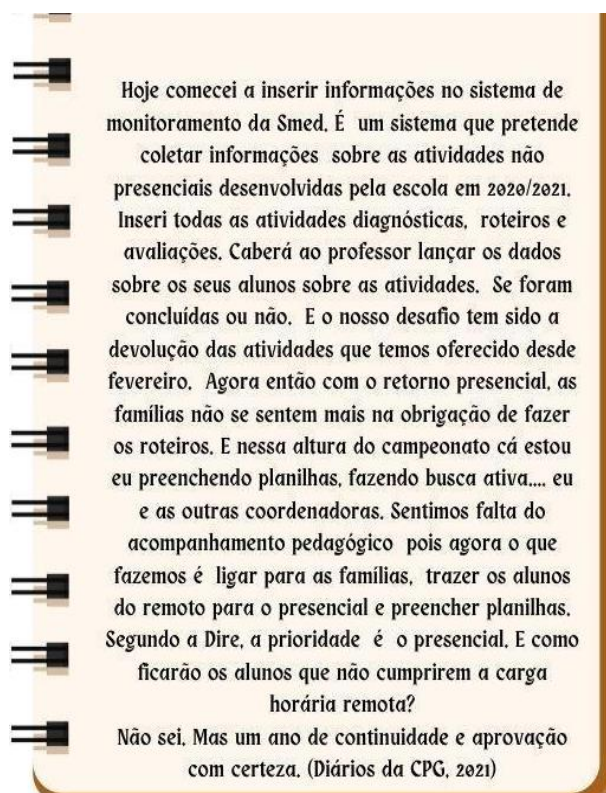 Hoje comecei a inserir informações no sistema de
monitoramento da Smed. É um sistema que pretende
coletar informações sobre as atividades não
presenciais desenvolvidas pela escola em 2020/2021.
Inseri todas as atividades diagnósticas, roteiros e
avaliações. Caberá ao professor lançar os dados
sobre os seus alunos sobre as atividades. Se foram
concluídas ou não. E o nosso desafio tem sido a
devolução das atividades que temos oferecido desde
fevereiro. Agora então com o retorno presencial, as
famílias não se sentem mais na obrigação de fazer
os roteiros. E nessa altura do campeonato cá estou
eu preenchendo planilhas, fazendo busca ativa.... eu
e as outras coordenadoras. Sentimos falta do
acompanhamento pedagógico pois agora o que
fazemos é ligar para as famílias, trazer os alunos
do remoto para o presencial e preencher planilhas.
Segundo a Dire, a prioridade é o presencial. E como
ficarão os alunos que não cumprirem a carga
horária remota?
Não sei. Mas um ano de continuidade e aprovação
com certeza. (Diários da CPG, 2021)